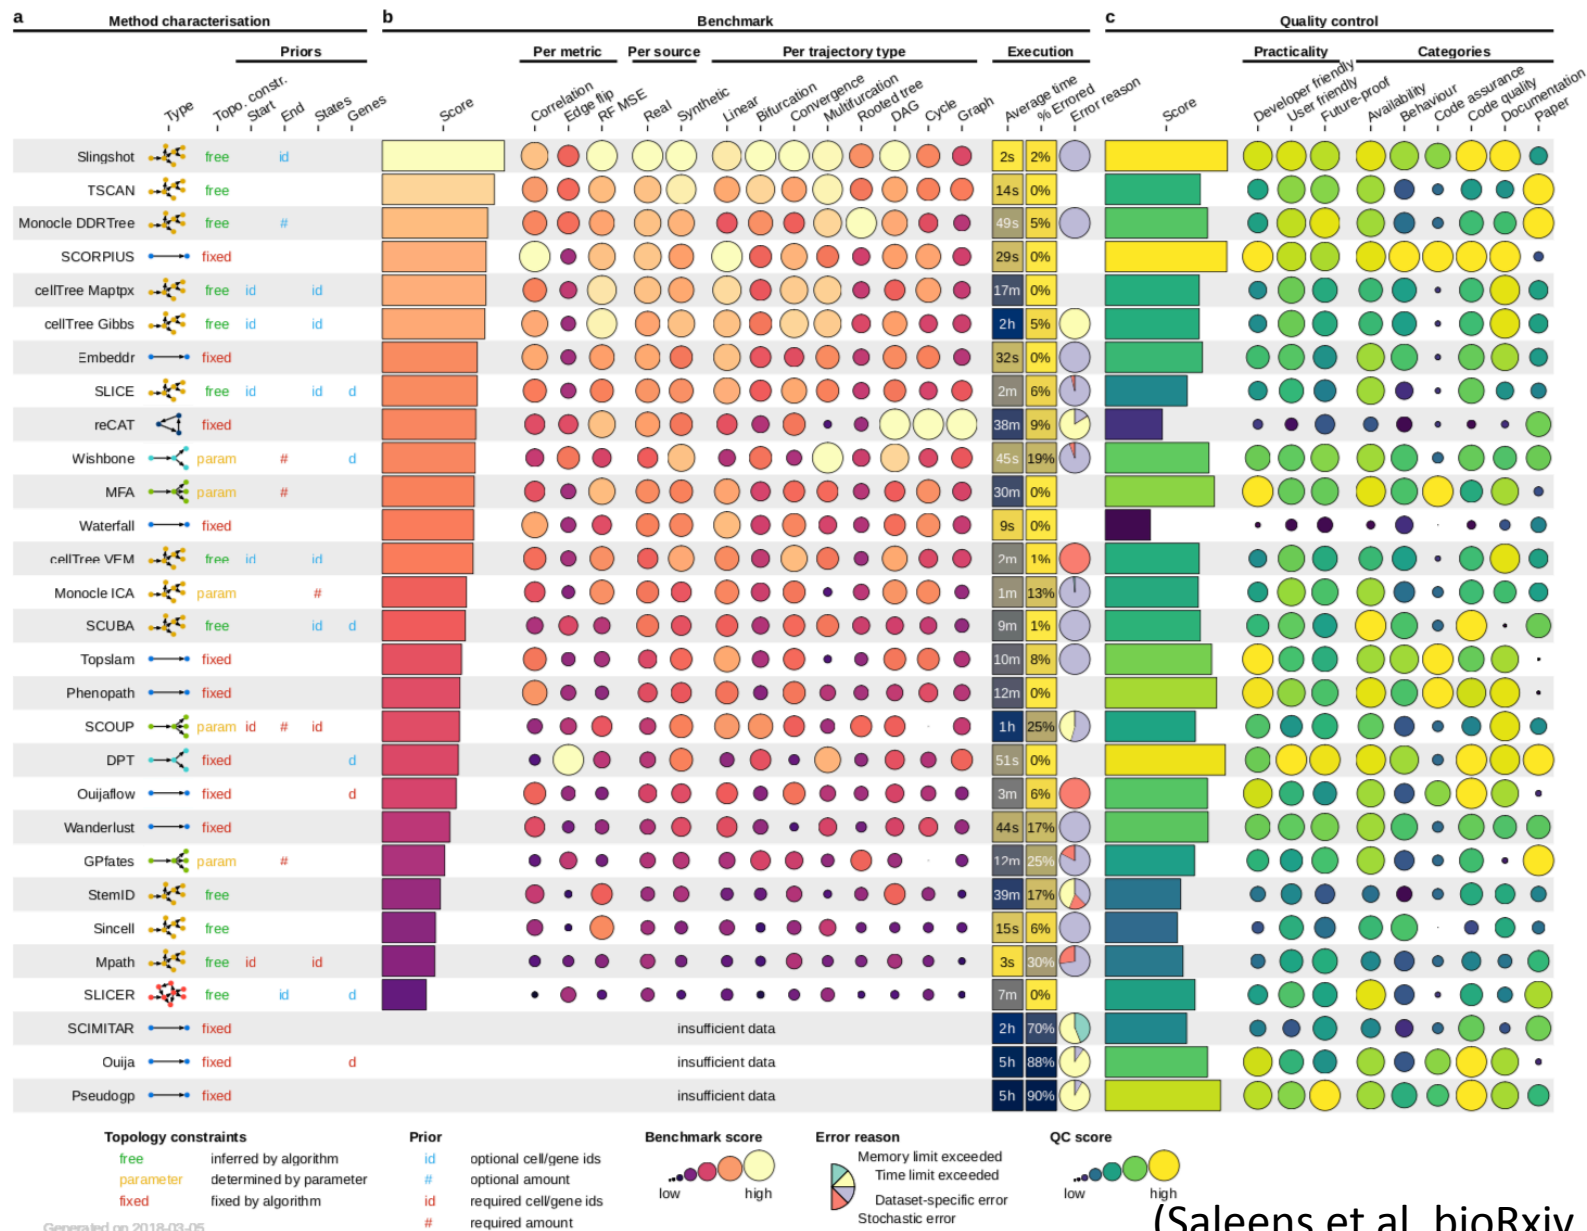 a Method characterisation b Benchmark c Quality control
Priors Per metric Per source Per trajectory type Execution Practicality Categories
Type Topo. constr. Start End States Genes Score Correlation Edge flip RF MSE Real Synthetic Linear Bifurcation Convergence Multifurcation Rooted tree DAG Cycle Graph Average time % Errored Error reason Score Developer friendly User friendly Future-proof Availability Behaviour Code assurance Code quality Documentation Paper
Slingshot free id 2s 2%
TSCAN free 14s 0%
Monocle DDRTree free # 49s 5%
SCORPIUS fixed 29s 0%
cellTree Maptpx free id id 17m 0%
cellTree Gibbs free id id 2h 5%
Embeddr fixed 32s 0%
SLICE free id id d 2m 6%
reCAT fixed 38m 9%
Wishbone param # d 45s 19%
MFA param # 30m 0%
Waterfall fixed 9s 0%
cellTree VEM free id id 2m 1%
Monocle ICA param # 1m 13%
SCUBA free id d 9m 1%
Topslam fixed 10m 8%
Phenopath fixed 12m 0%
SCOUP param id # id 1h 25%
DPT fixed d 51s 0%
Ouijaflow fixed d 3m 6%
Wanderlust fixed 44s 17%
GPfates param # 12m 25%
StemID free 39m 17%
Sincell free 15s 6%
Mpath free id id 3s 30%
SLICER free id d 7m 0%
SCIMITAR fixed insufficient data 2h 70%
Ouija fixed d insufficient data 5h 88%
Pseudogp fixed insufficient data 5h 90%
Topology constraints Prior Benchmark score Error reason QC score
free inferred by algorithm id optional cell/gene ids Memory limit exceeded
parameter determined by parameter # optional amount Time limit exceeded
fixed fixed by algorithm id required cell/gene ids low high Dataset-specific error low high
# required amount Stochastic error
Generated on 2018-03-05
(Saleens et al. bioRxiv